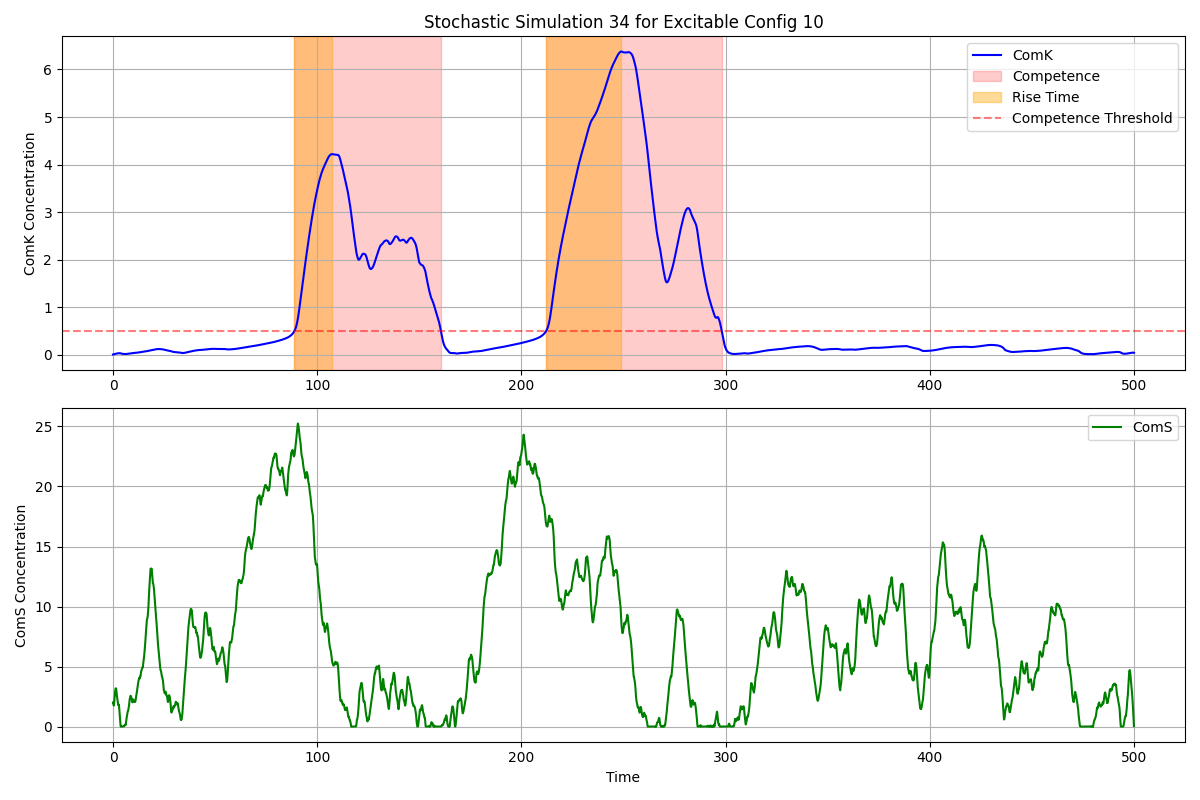 Stochastic Simulation 34 for Excitable Config 10
ComK Concentration
6
5
4
3
2
1
0
ComK
Competence
Rise Time
Competence Threshold
0 100 200 300 400 500
ComS Concentration
25
20
15
10
5
0
ComS
0 100 200 300 400 500
Time